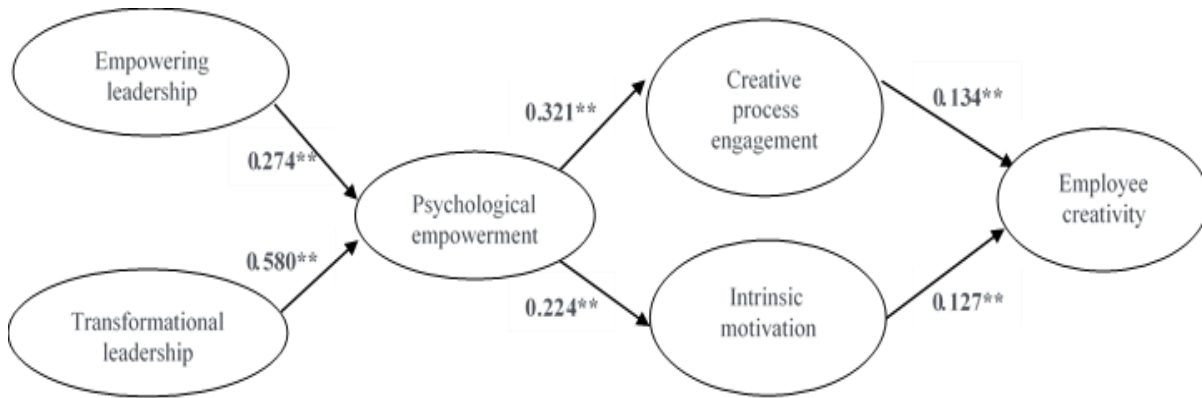 Empowering
leadership
0.274**
Transformational
leadership
0.580**
Psychological
empowerment
0.321**
0.224**
Creative
process
engagement
Intrinsic
motivation
0.134**
0.127**
Employee
creativity